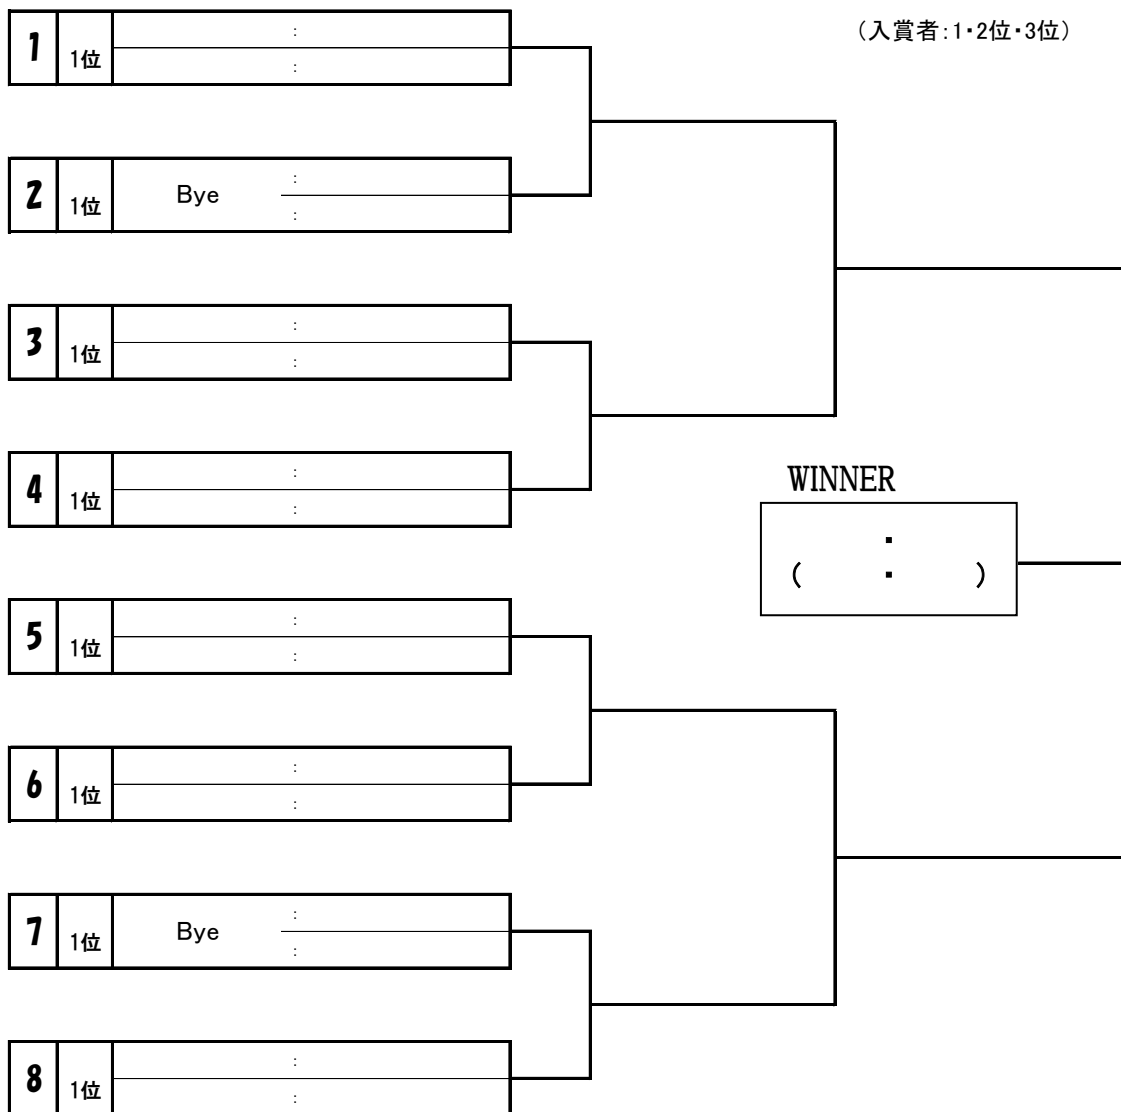 （入賞者：1・2位・3位）
1 1位 :
:
2 1位 Bye :
:
3 1位 :
:
4 1位 :
:
WINNER
:
( : )
5 1位 :
:
6 1位 :
:
7 1位 Bye :
:
8 1位 :
: